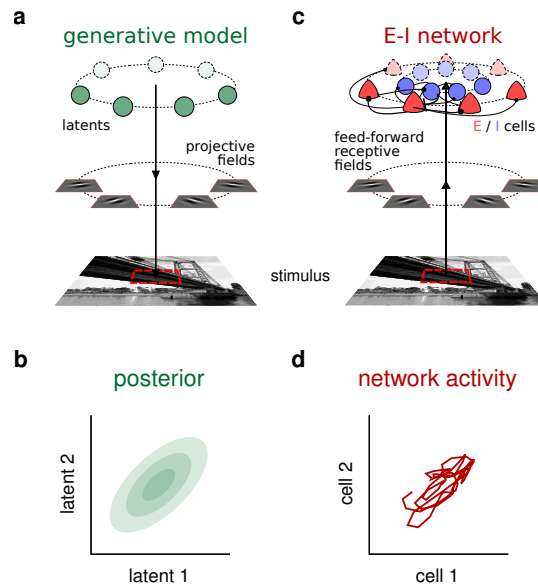 a
generative model
latents
projective
fields
c
E-I network
E / I cells
feed-forward
receptive
fields
stimulus
b
posterior
latent 2
latent 1
d
network activity
cell 2
cell 1